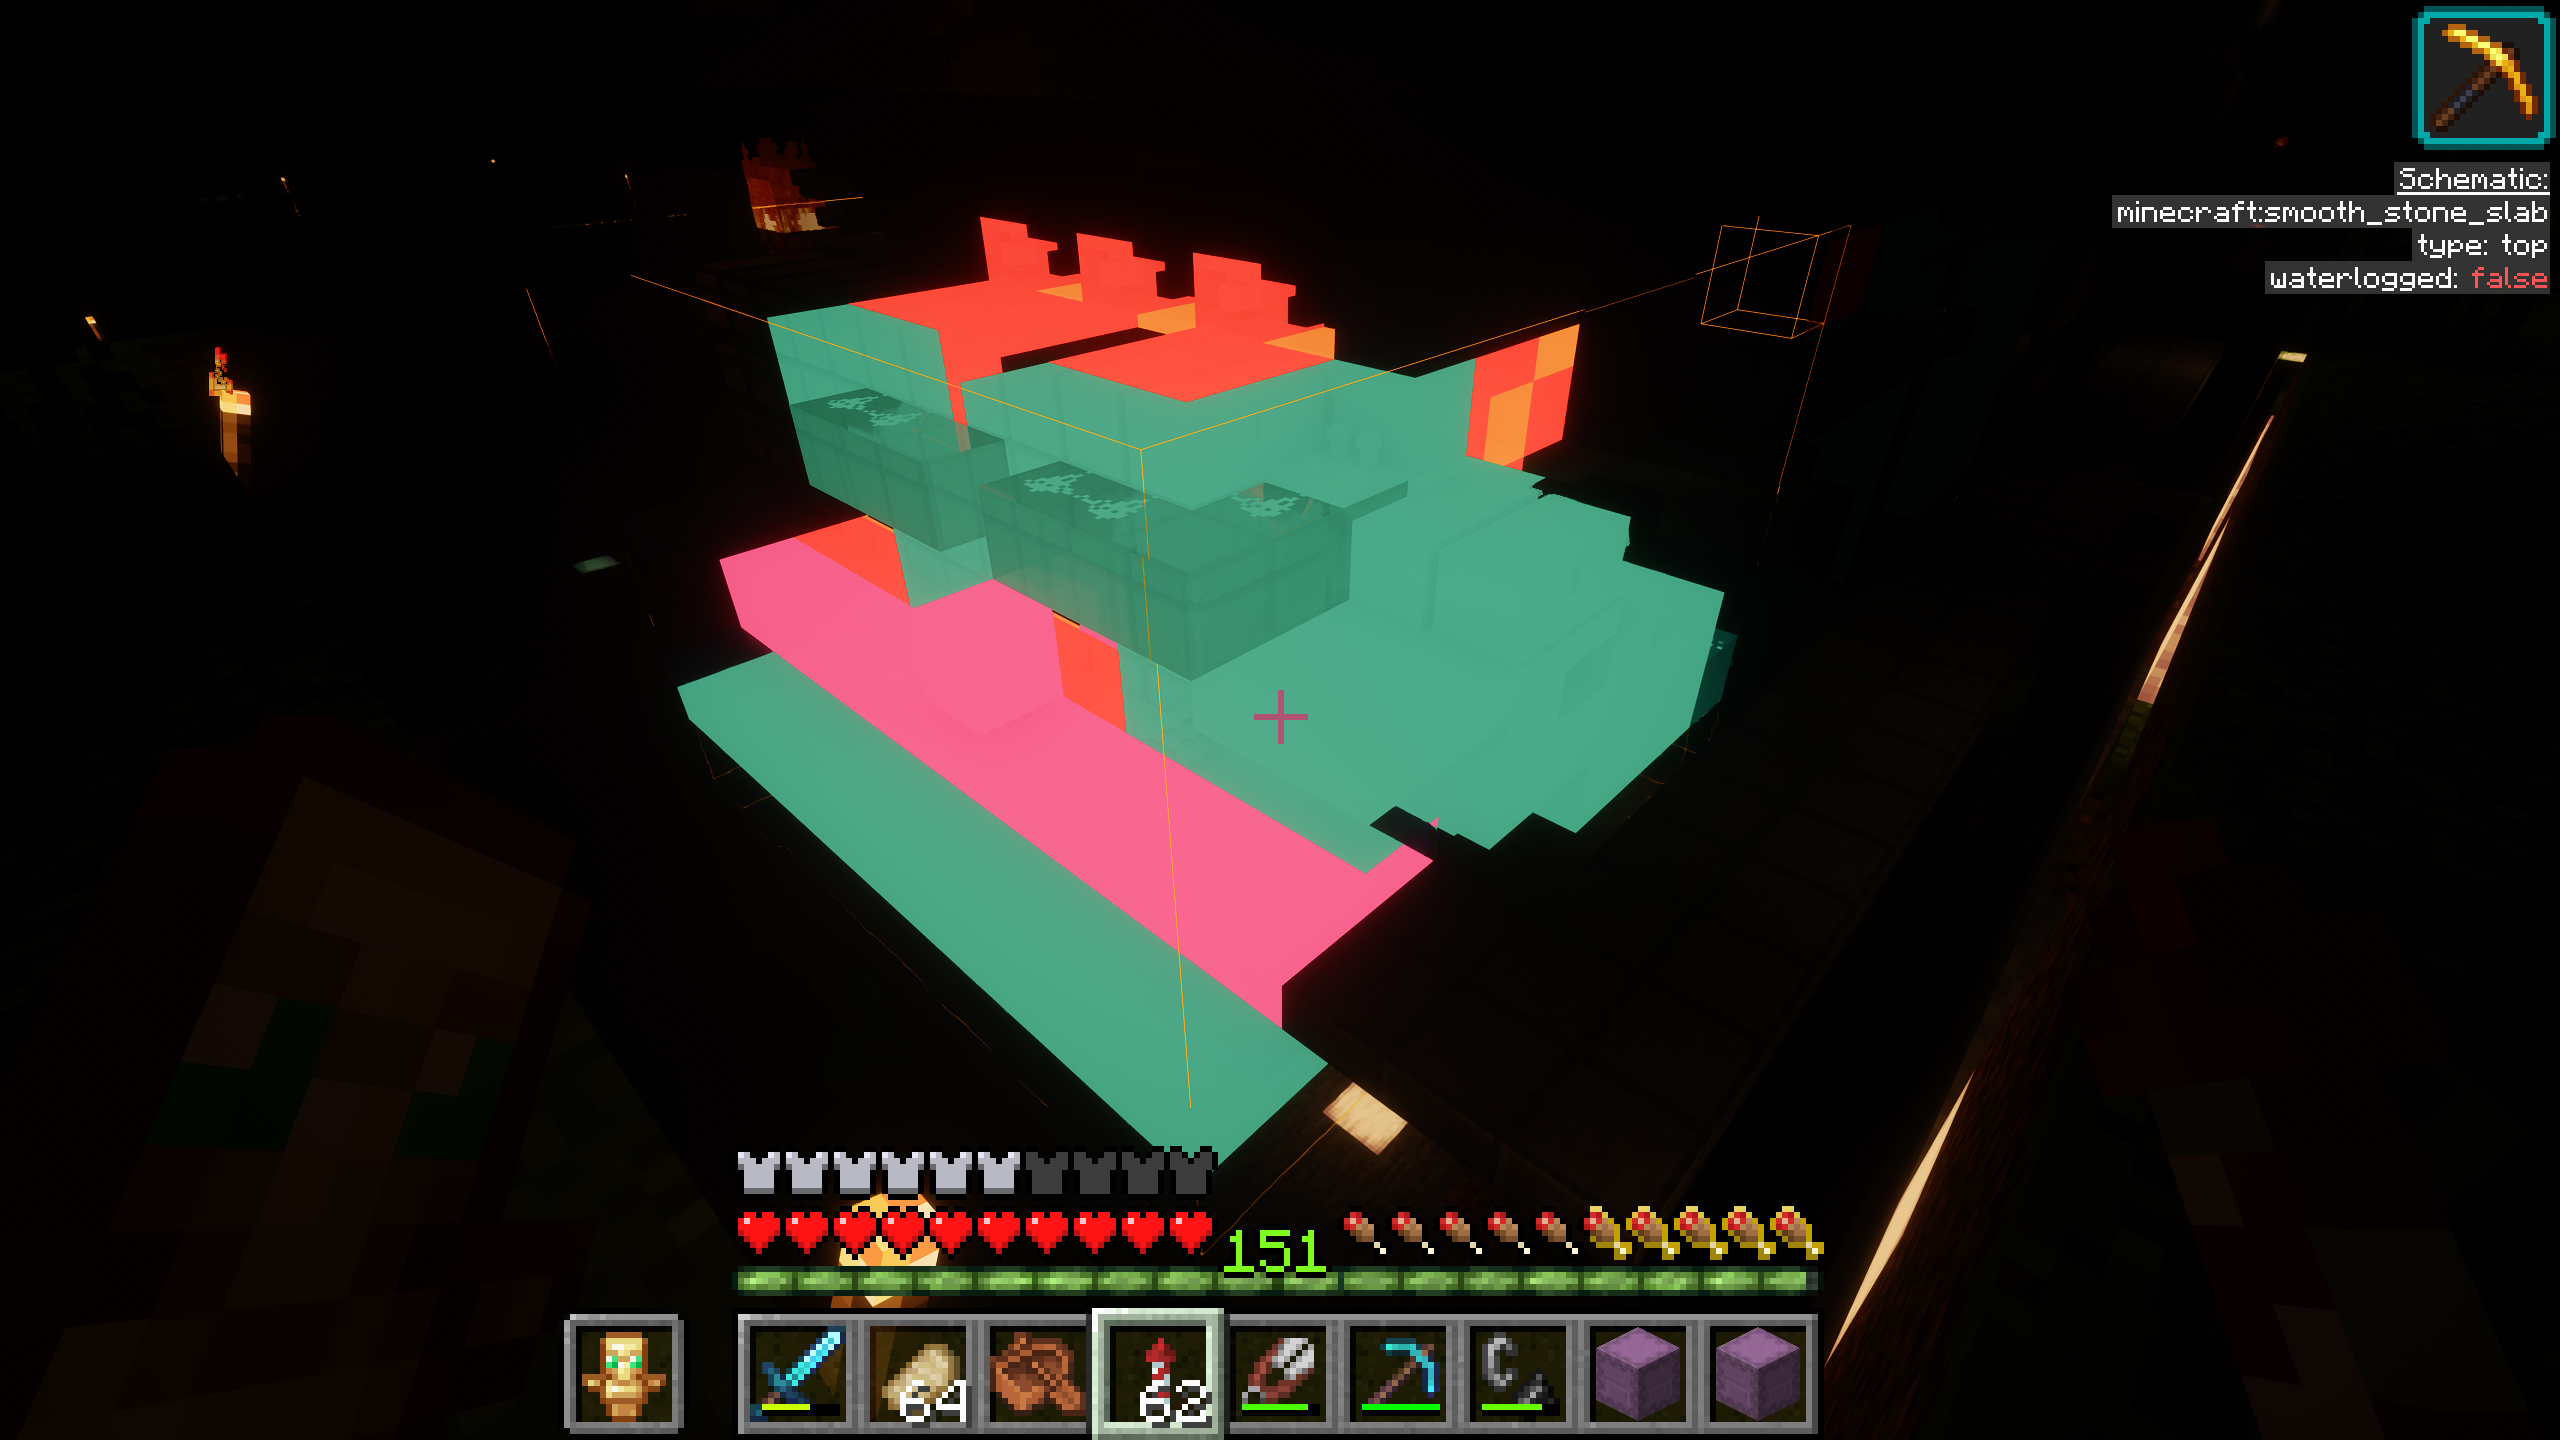 Schematic:
minecraft:smooth_stone_slab
type: top
waterlogged: false
151
64
62